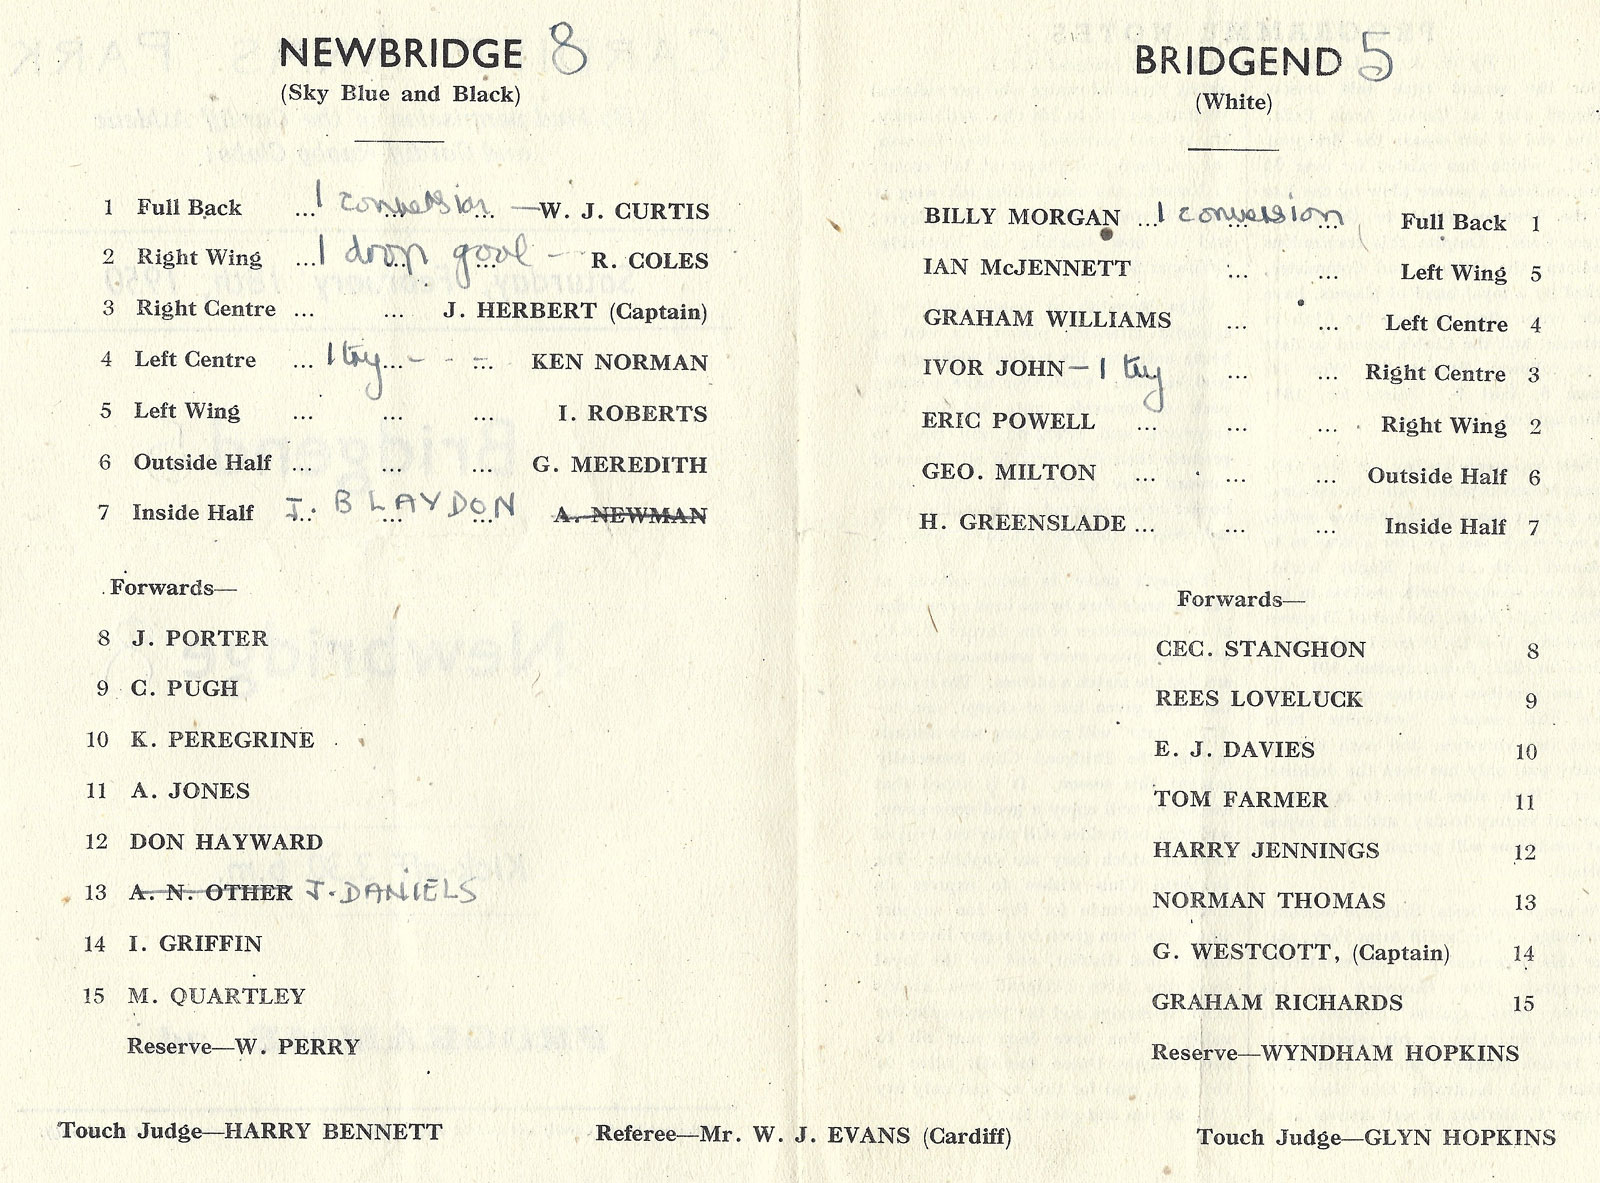 NEWBRIDGE 8
(Sky Blue and Black)
1 Full Back ... 1 conversion — W. J. CURTIS
2 Right Wing ... 1 drop goal — R. COLES
3 Right Centre ... ... J. HERBERT (Captain)
4 Left Centre ... 1 try ... - - - ... KEN NORMAN
5 Left Wing ... ... ... I. ROBERTS
6 Outside Half ... ... ... G. MEREDITH
7 Inside Half J. BLAYDON ... ... ... A. NEWMAN
Forwards—
8 J. PORTER
9 C. PUGH
10 K. PEREGRINE
11 A. JONES
12 DON HAYWARD
13 A. N. OTHER J. DANIELS
14 I. GRIFFIN
15 M. QUARTLEY
Reserve—W. PERRY
BRIDGEND 5
(White)
BILLY MORGAN ... 1 conversion ... ... Full Back 1
IAN McJENNETT ... ... Left Wing 5
GRAHAM WILLIAMS ... ... Left Centre 4
IVOR JOHN — 1 try ... ... Right Centre 3
ERIC POWELL ... ... ... Right Wing 2
GEO. MILTON ... ... ... Outside Half 6
H. GREENSLADE ... ... ... Inside Half 7
Forwards—
CEC. STANGHON 8
REES LOVELUCK 9
E. J. DAVIES 10
TOM FARMER 11
HARRY JENNINGS 12
NORMAN THOMAS 13
G. WESTCOTT, (Captain) 14
GRAHAM RICHARDS 15
Reserve—WYNDHAM HOPKINS
Touch Judge—HARRY BENNETT
Referee—Mr. W. J. EVANS (Cardiff)
Touch Judge—GLYN HOPKINS